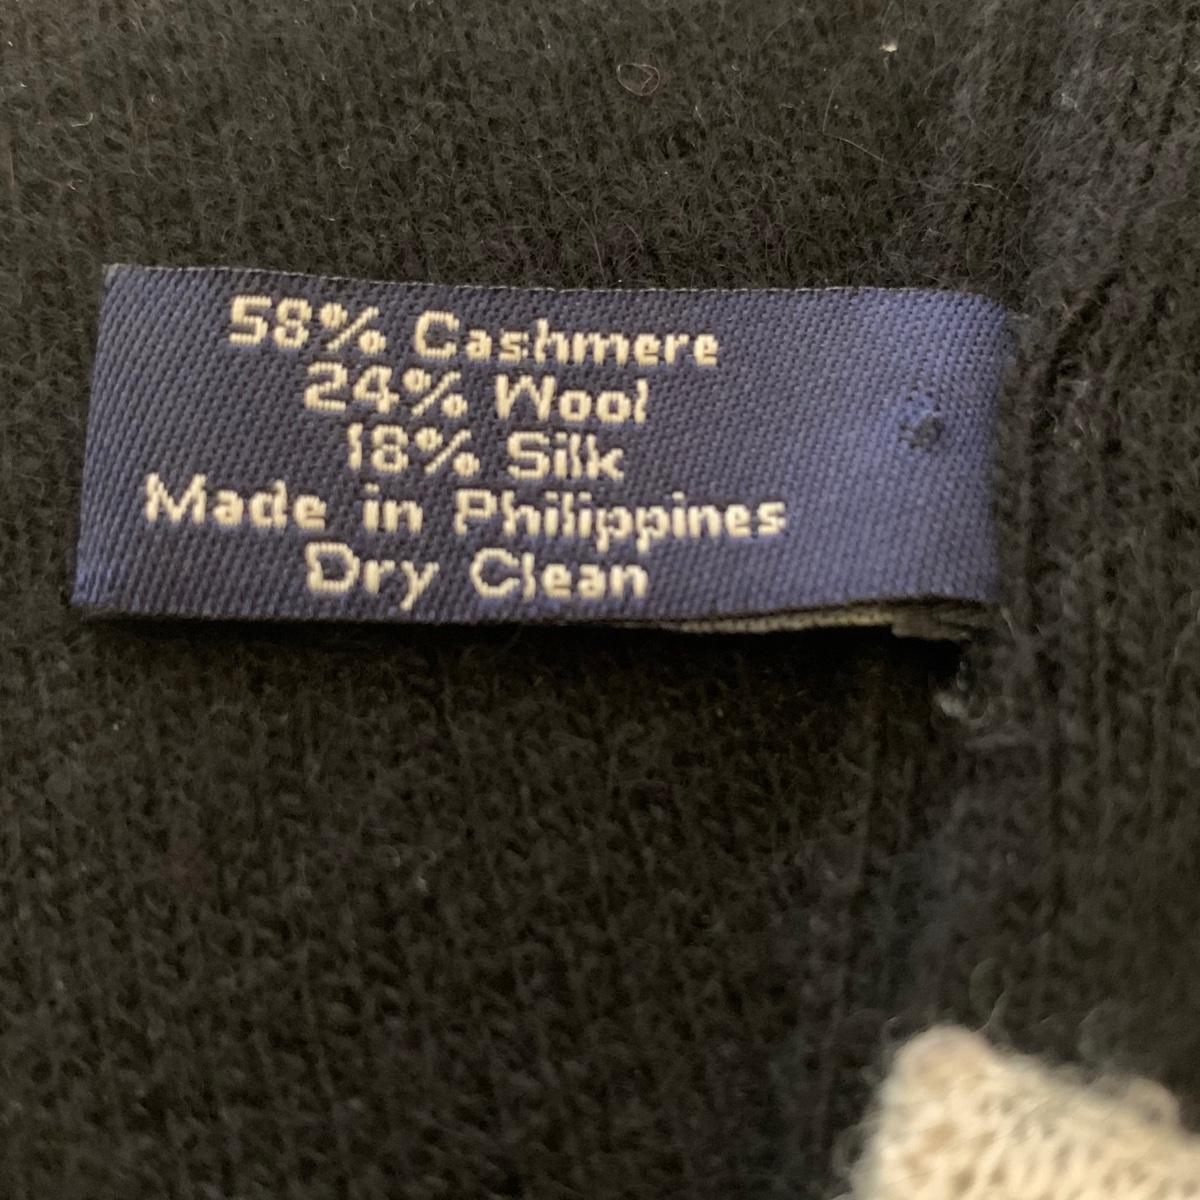 58% Cashmere
24% Wool
18% Silk
Made in Philippines
Dry Clean